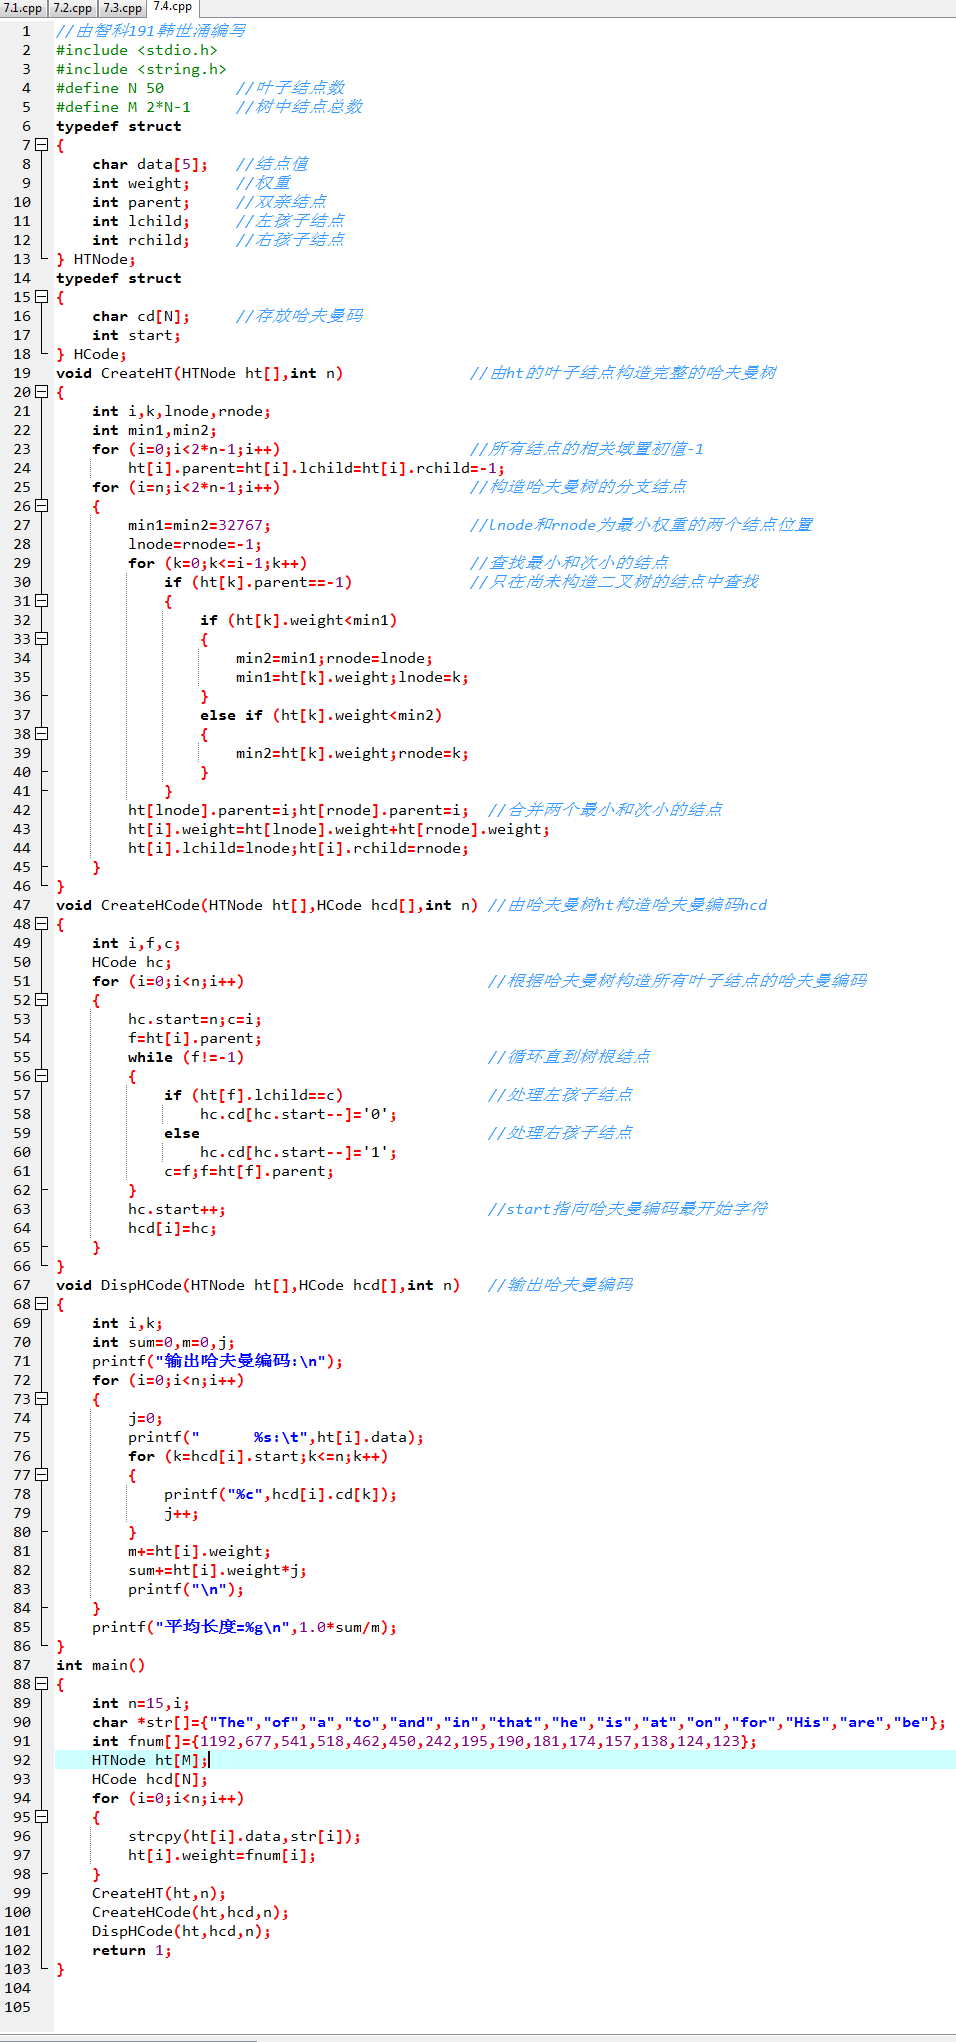 7.1.cpp 7.2.cpp 7.3.cpp 7.4.cpp
1 //由智科191韩世涌编写
2 #include <stdio.h>
3 #include <string.h>
4 #define N 50 //叶子结点数
5 #define M 2*N-1 //树中结点总数
6 typedef struct
7 {
8 char data[5]; //结点值
9 int weight; //权重
10 int parent; //双亲结点
11 int lchild; //左孩子结点
12 int rchild; //右孩子结点
13 } HTNode;
14 typedef struct
15 {
16 char cd[N]; //存放哈夫曼码
17 int start;
18 } HCode;
19 void CreateHT(HTNode ht[],int n) //由ht的叶子结点构造完整的哈夫曼树
20 {
21 int i,k,lnode,rnode;
22 int min1,min2;
23 for (i=0;i<2*n-1;i++) //所有结点的相关域置初值-1
24 ht[i].parent=ht[i].lchild=ht[i].rchild=-1;
25 for (i=n;i<2*n-1;i++) //构造哈夫曼树的分支结点
26 {
27 min1=min2=32767; //lnode和rnode为最小权重的两个结点位置
28 lnode=rnode=-1;
29 for (k=0;k<=i-1;k++) //查找最小和次小的结点
30 if (ht[k].parent==-1) //只在尚未构造二叉树的结点中查找
31 {
32 if (ht[k].weight<min1)
33 {
34 min2=min1;rnode=lnode;
35 min1=ht[k].weight;lnode=k;
36 }
37 else if (ht[k].weight<min2)
38 {
39 min2=ht[k].weight;rnode=k;
40 }
41 }
42 ht[lnode].parent=i;ht[rnode].parent=i; //合并两个最小和次小的结点
43 ht[i].weight=ht[lnode].weight+ht[rnode].weight;
44 ht[i].lchild=lnode;ht[i].rchild=rnode;
45 }
46 }
47 void CreateHCode(HTNode ht[],HCode hcd[],int n) //由哈夫曼树ht构造哈夫曼编码hcd
48 {
49 int i,f,c;
50 HCode hc;
51 for (i=0;i<n;i++) //根据哈夫曼树构造所有叶子结点的哈夫曼编码
52 {
53 hc.start=n;c=i;
54 f=ht[i].parent;
55 while (f!=-1) //循环直到树根结点
56 {
57 if (ht[f].lchild==c) //处理左孩子结点
58 hc.cd[hc.start--]='0';
59 else //处理右孩子结点
60 hc.cd[hc.start--]='1';
61 c=f;f=ht[f].parent;
62 }
63 hc.start++; //start指向哈夫曼编码最开始字符
64 hcd[i]=hc;
65 }
66 }
67 void DispHCode(HTNode ht[],HCode hcd[],int n) //输出哈夫曼编码
68 {
69 int i,k;
70 int sum=0,m=0,j;
71 printf("输出哈夫曼编码:\n");
72 for (i=0;i<n;i++)
73 {
74 j=0;
75 printf("      %s:\t",ht[i].data);
76 for (k=hcd[i].start;k<=n;k++)
77 {
78 printf("%c",hcd[i].cd[k]);
79 j++;
80 }
81 m+=ht[i].weight;
82 sum+=ht[i].weight*j;
83 printf("\n");
84 }
85 printf("平均长度=%g\n",1.0*sum/m);
86 }
87 int main()
88 {
89 int n=15,i;
90 char *str[]={"The","of","a","to","and","in","that","he","is","at","on","for","His","are","be"};
91 int fnum[]={1192,677,541,518,462,450,242,195,190,181,174,157,138,124,123};
92 HTNode ht[M];
93 HCode hcd[N];
94 for (i=0;i<n;i++)
95 {
96 strcpy(ht[i].data,str[i]);
97 ht[i].weight=fnum[i];
98 }
99 CreateHT(ht,n);
100 CreateHCode(ht,hcd,n);
101 DispHCode(ht,hcd,n);
102 return 1;
103 }
104
105